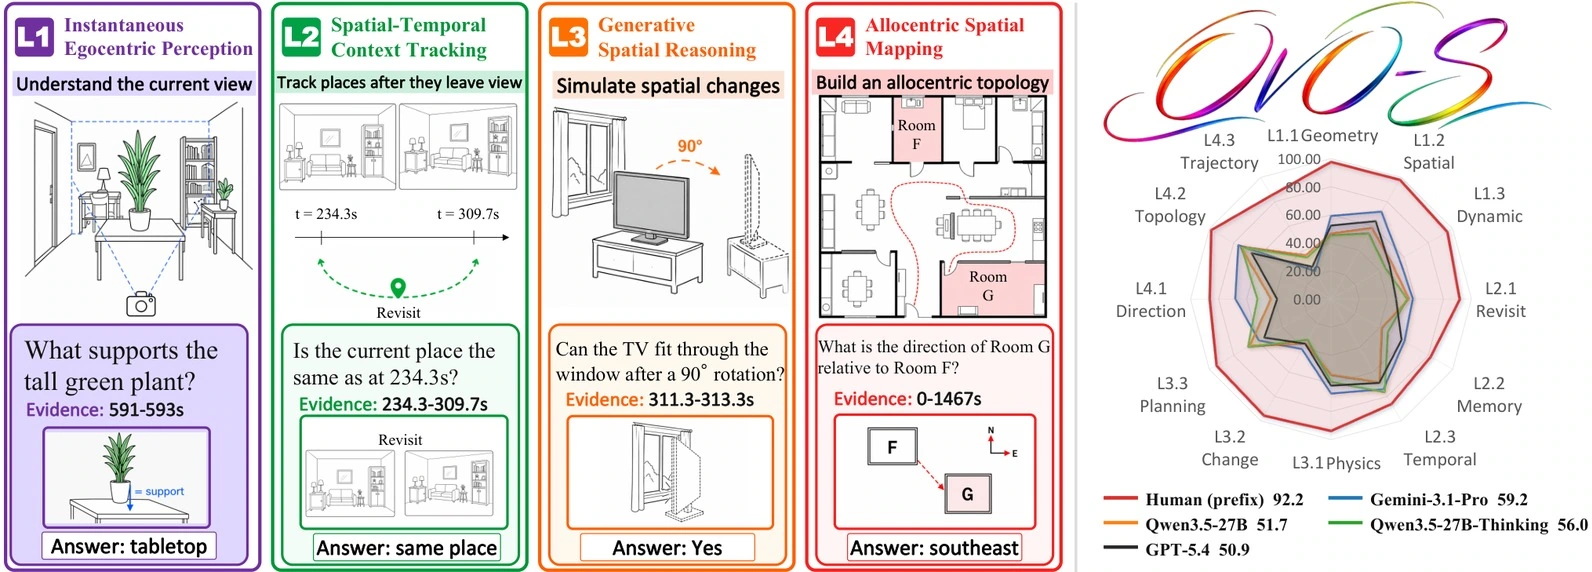 L1 Instantaneous
Egocentric Perception
Understand the current view
What supports the
tall green plant?
Evidence: 591-593s
= support
Answer: tabletop
L2 Spatial-Temporal
Context Tracking
Track places after they leave view
t = 234.3s
t = 309.7s
Revisit
Is the current place the
same as at 234.3s?
Evidence: 234.3-309.7s
Revisit
Answer: same place
L3 Generative
Spatial Reasoning
Simulate spatial changes
90°
Can the TV fit through the
window after a 90° rotation?
Evidence: 311.3-313.3s
Answer: Yes
L4 Allocentric Spatial
Mapping
Build an allocentric topology
Room
F
Room
G
What is the direction of Room G
relative to Room F?
Evidence: 0-1467s
F
N
E
G
Answer: southeast
OVO-S
L1.1 Geometry
L1.2
Spatial
L1.3
Dynamic
L2.1
Revisit
L2.2
Memory
L2.3
Temporal
L3.1 Physics
L3.2
Change
L3.3
Planning
L4.1
Direction
L4.2
Topology
L4.3
Trajectory
100.00
80.00
60.00
40.00
20.00
0.00
Human (prefix) 92.2
Gemini-3.1-Pro 59.2
Qwen3.5-27B 51.7
Qwen3.5-27B-Thinking 56.0
GPT-5.4 50.9